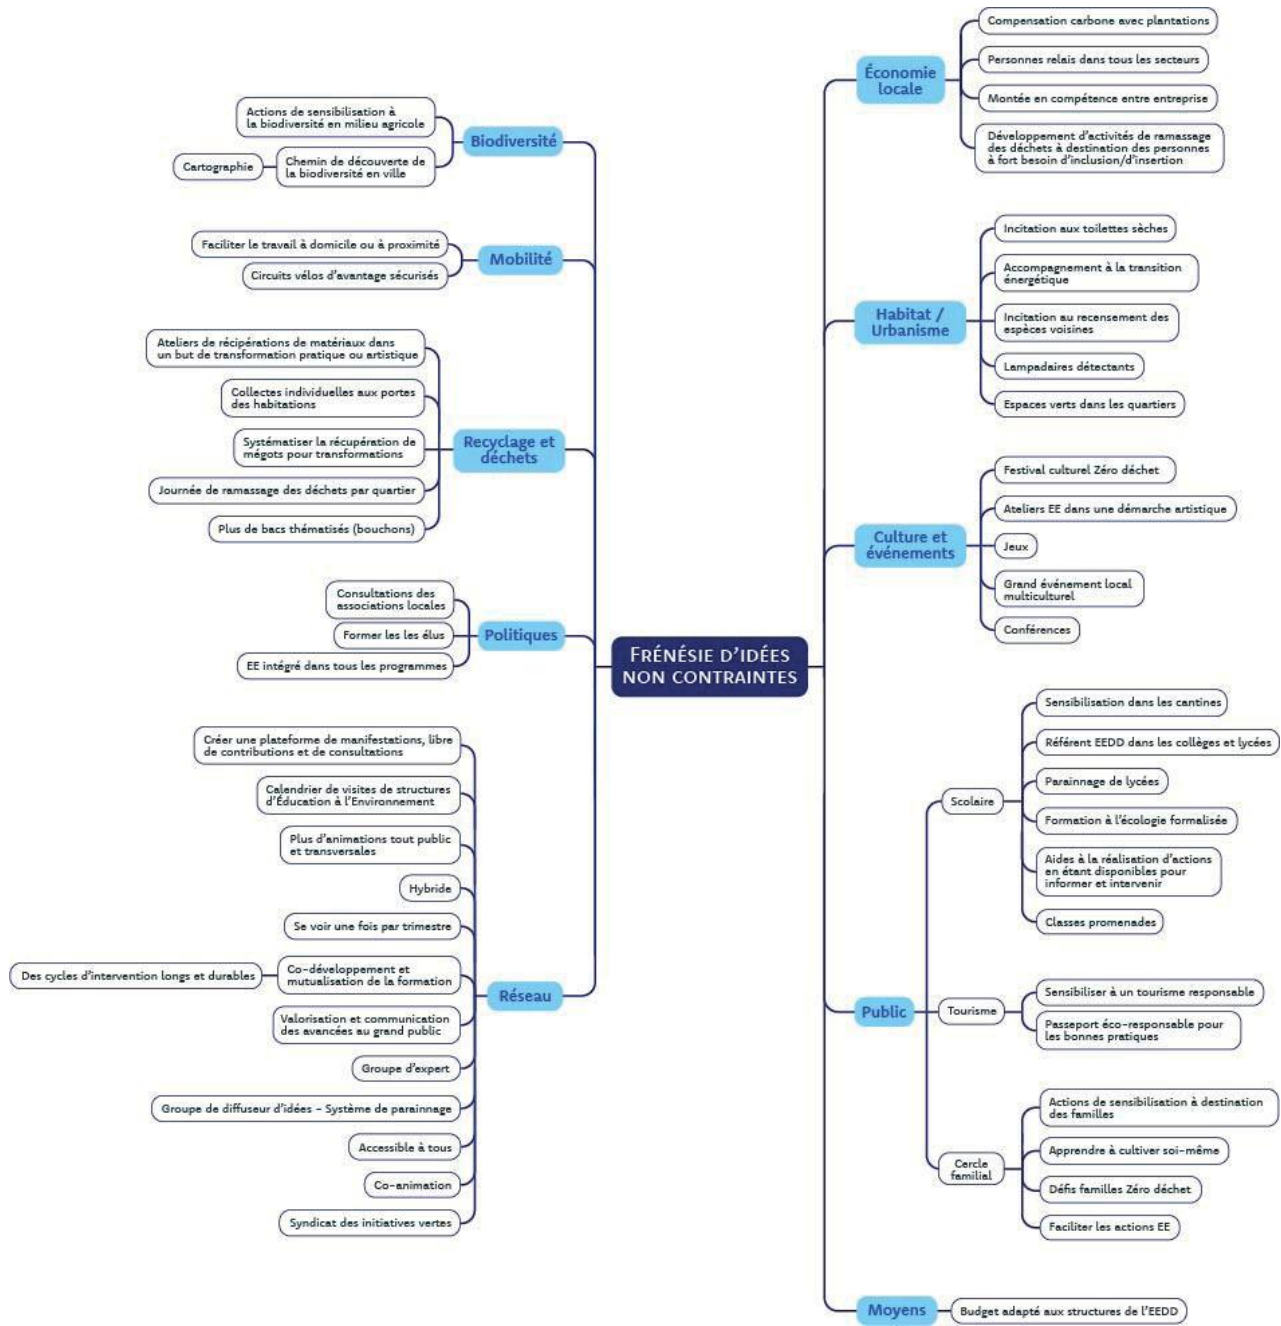 FRÉNÉSIE D'IDÉES
NON CONTRAINTES
Biodiversité
Actions de sensibilisation à
la biodiversité en milieu agricole
Chemin de découverte de
la biodiversité en ville
Cartographie
Mobilité
Faciliter le travail à domicile ou à proximité
Circuits vélos d'avantage sécurisés
Recyclage et
déchets
Ateliers de récipérations de matériaux dans
un but de transformation pratique ou artistique
Collectes individuelles aux portes
des habitations
Systématiser la récupération de
mégots pour transformations
Journée de ramassage des déchets par quartier
Plus de bacs thématisés (bouchons)
Politiques
Consultations des
associations locales
Former les les élus
EE intégré dans tous les programmes
Réseau
Créer une plateforme de manifestations, libre
de contributions et de consultations
Calendrier de visites de structures
d'Éducation à l'Environnement
Plus d'animations tout public
et transversales
Hybride
Se voir une fois par trimestre
Co-développement et
mutualisation de la formation
Des cycles d'intervention longs et durables
Valorisation et communication
des avancées au grand public
Groupe d'expert
Groupe de diffuseur d'idées - Système de parainnage
Accessible à tous
Co-animation
Syndicat des initiatives vertes
Économie
locale
Compensation carbone avec plantations
Personnes relais dans tous les secteurs
Montée en compétence entre entreprise
Développement d'activités de ramassage
des déchets à destination des personnes
à fort besoin d'inclusion/d'insertion
Habitat /
Urbanisme
Incitation aux toilettes sèches
Accompagnement à la transition
énergétique
Incitation au recensement des
espèces voisines
Lampadaires détectants
Espaces verts dans les quartiers
Culture et
événements
Festival culturel Zéro déchet
Ateliers EE dans une démarche artistique
Jeux
Grand événement local
multiculturel
Conférences
Public
Scolaire
Sensibilisation dans les cantines
Référent EEDD dans les collèges et lycées
Parainnage de lycées
Formation à l'écologie formalisée
Aides à la réalisation d'actions
en étant disponibles pour
informer et intervenir
Classes promenades
Tourisme
Sensibiliser à un tourisme responsable
Passeport éco-responsable pour
les bonnes pratiques
Cercle
familial
Actions de sensibilisation à destination
des familles
Apprendre à cultiver soi-même
Défis familles Zéro déchet
Faciliter les actions EE
Moyens
Budget adapté aux structures de l'EEDD